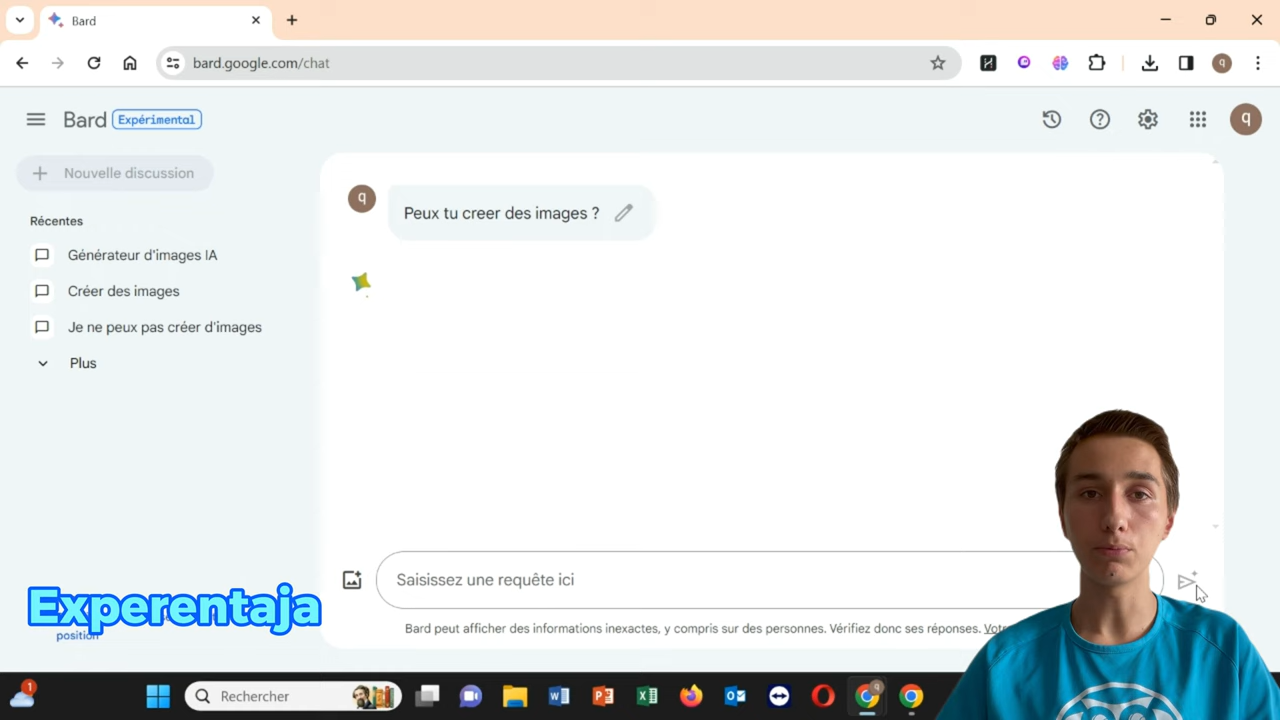 Bard
bard.google.com/chat
q
Bard Expérimental
q
Nouvelle discussion
q
Peux tu creer des images ?
Récentes
Générateur d'images IA
Créer des images
Je ne peux pas créer d'images
Plus
Saisissez une requête ici
Experentaja
position
Bard peut afficher des informations inexactes, y compris sur des personnes. Vérifiez donc ses réponses.
1
Rechercher
q